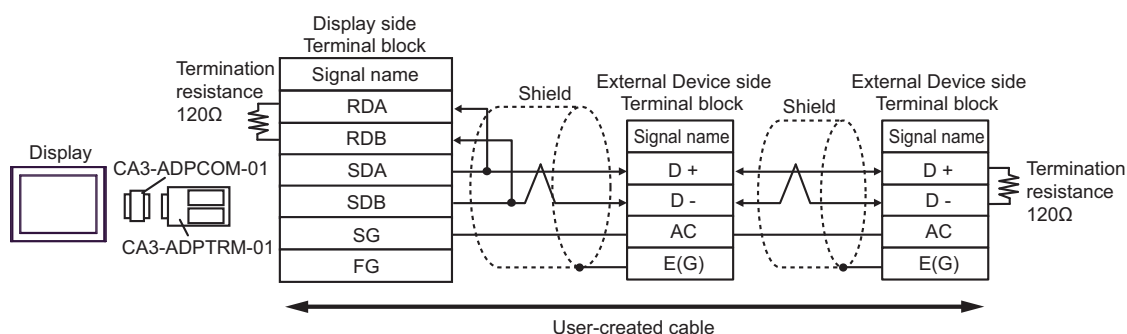 Display side
Terminal block
Signal name
RDA
RDB
SDA
SDB
SG
FG
Termination
resistance
120Ω
Display
CA3-ADPCOM-01
CA3-ADPTRM-01
Shield
External Device side
Terminal block
Signal name
D +
D -
AC
E(G)
Shield
External Device side
Terminal block
Signal name
D +
D -
AC
E(G)
Termination
resistance
120Ω
User-created cable